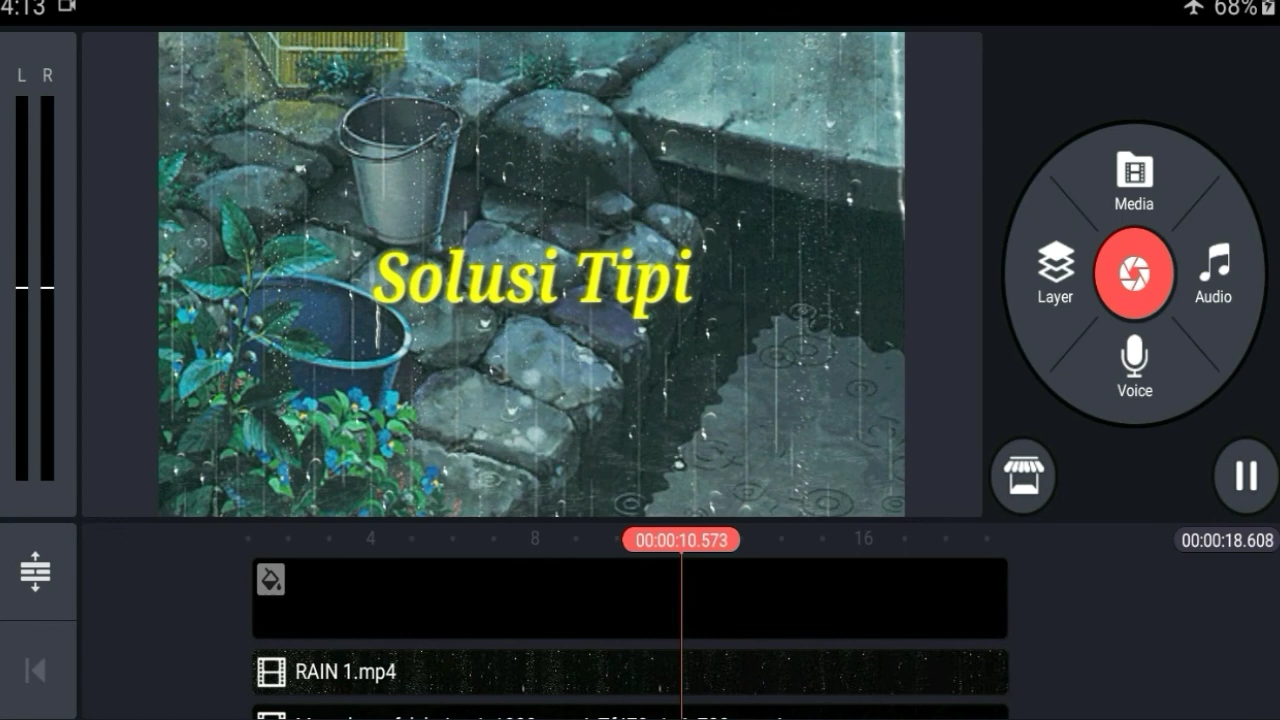 4:13
68%
L R
Solusi Tipi
Media
Layer
Audio
Voice
4
8
00:00:10.573
16
00:00:18.608
RAIN 1.mp4